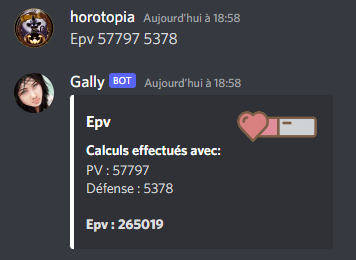 horotopia Aujourd'hui à 18:58
Epv 57797 5378
Gally BOT Aujourd'hui à 18:58
Epv
Calculs effectués avec:
PV : 57797
Défense : 5378
Epv : 265019